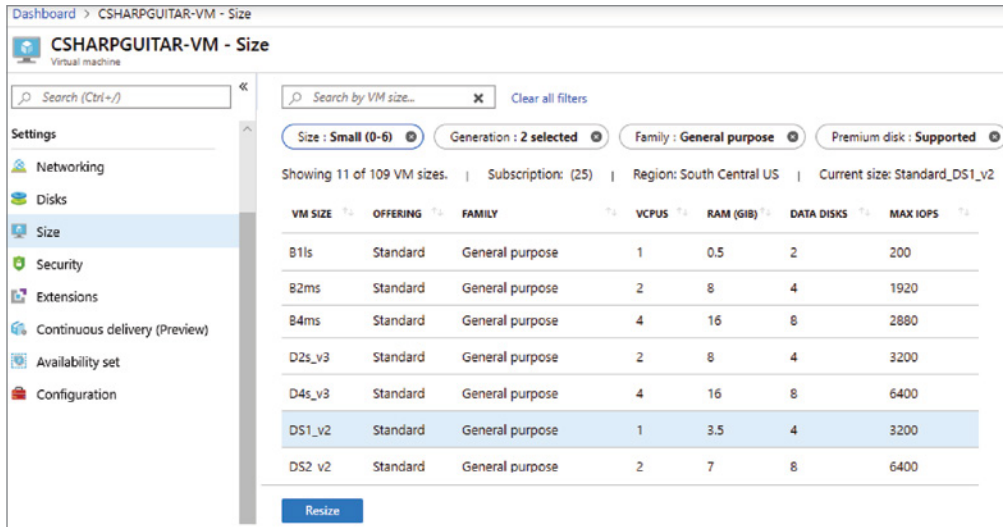 Dashboard > CSHARPGUITAR-VM - Size
CSHARPGUITAR-VM - Size
Virtual machine
Search (Ctrl+/)
Settings
Networking
Disks
Size
Security
Extensions
Continuous delivery (Preview)
Availability set
Configuration
Search by VM size... Clear all filters
Size : Small (0-6) Generation : 2 selected Family : General purpose Premium disk : Supported
Showing 11 of 109 VM sizes. | Subscription: (25) | Region: South Central US | Current size: Standard_DS1_v2
VM SIZE OFFERING FAMILY VCPUS RAM (GIB) DATA DISKS MAX IOPS
B1ls Standard General purpose 1 0.5 2 200
B2ms Standard General purpose 2 8 4 1920
B4ms Standard General purpose 4 16 8 2880
D2s_v3 Standard General purpose 2 8 4 3200
D4s_v3 Standard General purpose 4 16 8 6400
DS1_v2 Standard General purpose 1 3.5 4 3200
DS2 v2 Standard General purpose 2 7 8 6400
Resize